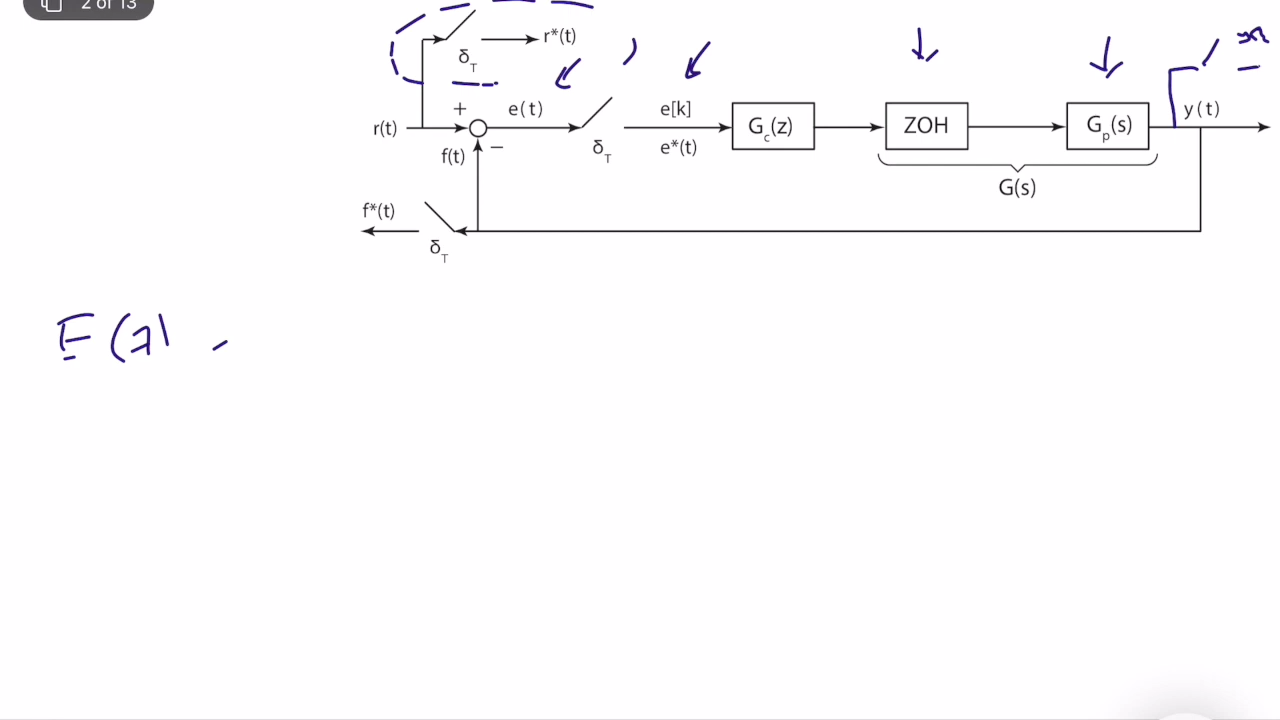 2 of 13
r*(t)
δT
+ e(t) e[k] Gc(z) ZOH Gp(s) y(t)
r(t)
f(t) − δT e*(t)
G(s)
f*(t)
δT
E(z)